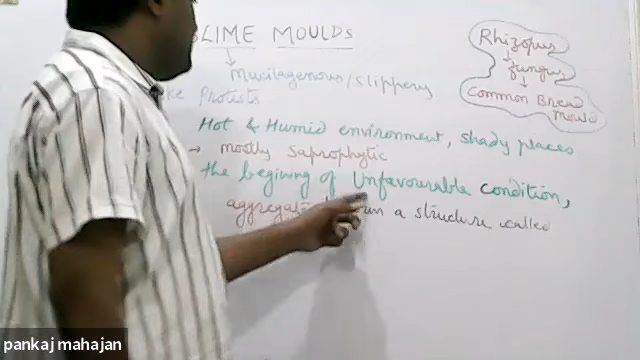 SLIME MOULDS
Mucilagenous/slippery
ke Protists
Hot & Humid environment, shady places
→ mostly Saprophytic
the begining of Unfavourable condition,
aggregat a structure called
Rhizopus
↓
fungus
↓
Common Bread
mould
pankaj mahajan